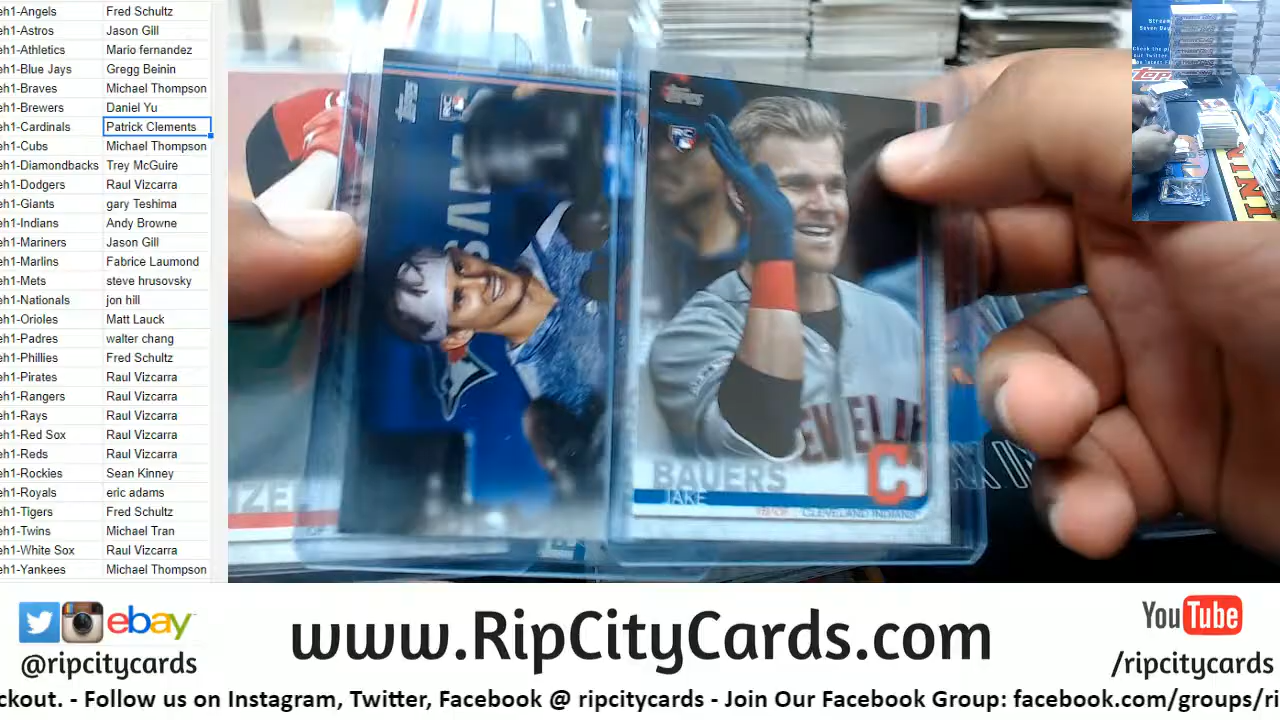 eh1-Angels Fred Schultz
eh1-Astros Jason Gill
eh1-Athletics Mario fernandez
eh1-Blue Jays Gregg Beinin
eh1-Braves Michael Thompson
eh1-Brewers Daniel Yu
eh1-Cardinals Patrick Clements
eh1-Cubs Michael Thompson
eh1-Diamondbacks Trey McGuire
eh1-Dodgers Raul Vizcarra
eh1-Giants gary Teshima
eh1-Indians Andy Browne
eh1-Mariners Jason Gill
eh1-Marlins Fabrice Laumond
eh1-Mets steve hrusovsky
eh1-Nationals jon hill
eh1-Orioles Matt Lauck
eh1-Padres walter chang
eh1-Phillies Fred Schultz
eh1-Pirates Raul Vizcarra
eh1-Rangers Raul Vizcarra
eh1-Rays Raul Vizcarra
eh1-Red Sox Raul Vizcarra
eh1-Reds Raul Vizcarra
eh1-Rockies Sean Kinney
eh1-Royals eric adams
eh1-Tigers Fred Schultz
eh1-Twins Michael Tran
eh1-White Sox Raul Vizcarra
eh1-Yankees Michael Thompson
Topps
Topps
RC
BAUERS
JAKE
CLEVELAND INDIANS
C
IZE
ebay
@ripcitycards
www.RipCityCards.com
YouTube
/ripcitycards
ckout. - Follow us on Instagram, Twitter, Facebook @ ripcitycards - Join Our Facebook Group: facebook.com/groups/ri